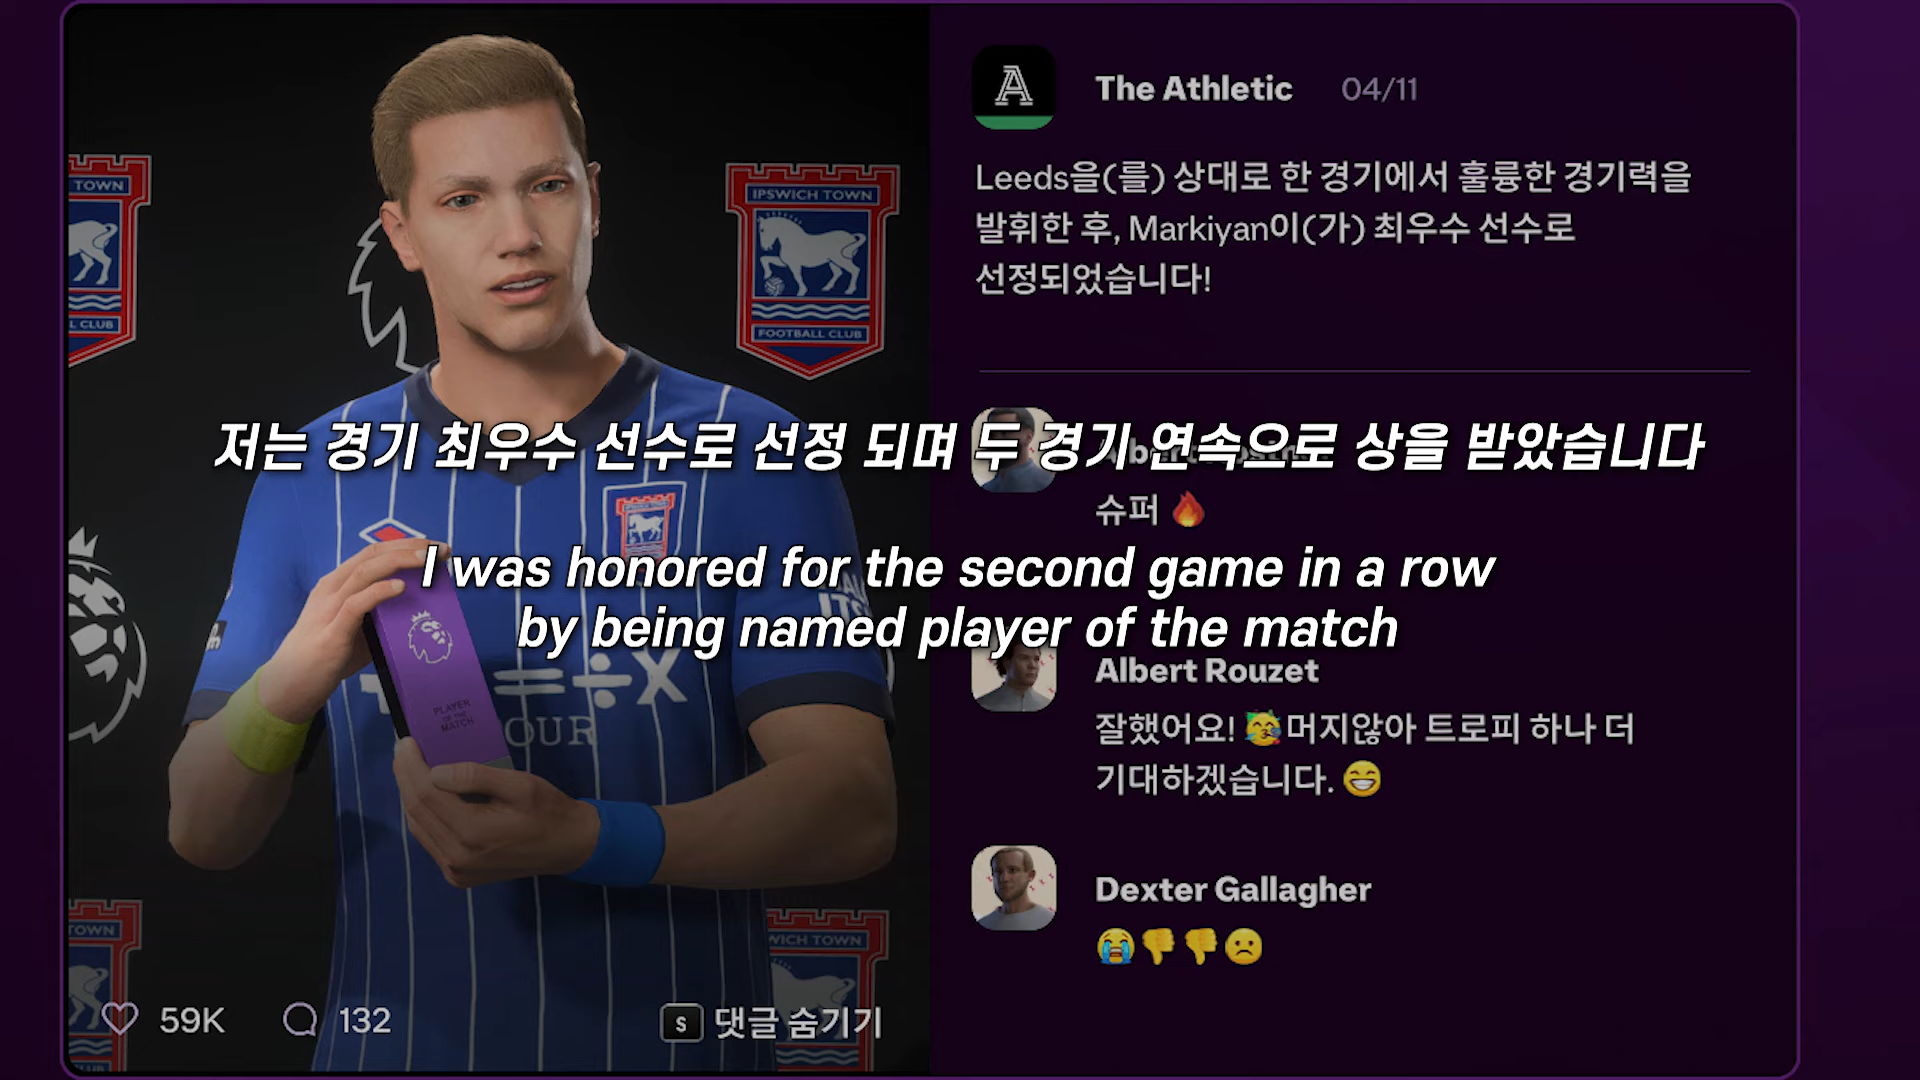 The Athletic 04/11
Leeds을(를) 상대로 한 경기에서 훌륭한 경기력을
발휘한 후, Markiyan이(가) 최우수 선수로
선정되었습니다!
TOWN
L CLUB
IPSWICH TOWN
FOOTBALL CLUB
저는 경기 최우수 선수로 선정 되며 두 경기 연속으로 상을 받았습니다
슈퍼 🔥
I was honored for the second game in a row
by being named player of the match
PLAYER
OF THE
MATCH
OUR
Albert Rouzet
잘했어요! 🥳머지않아 트로피 하나 더
기대하겠습니다. 😁
Dexter Gallagher
😭👎👎☹️
TOWN
WICH TOWN
59K 132 S 댓글 숨기기